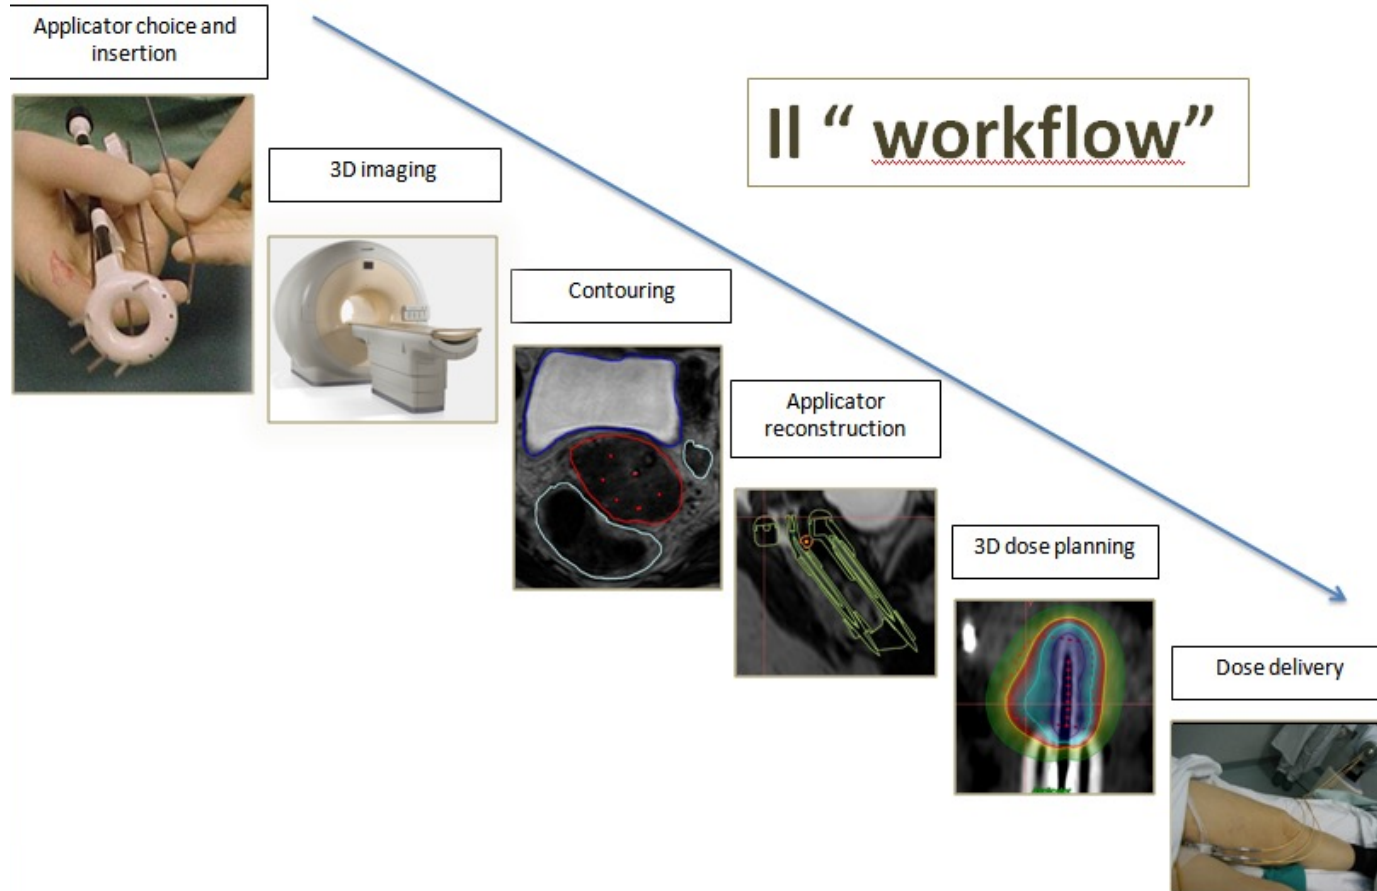 Applicator choice and
insertion
Il “ workflow”
3D imaging
Contouring
Applicator
reconstruction
3D dose planning
Dose delivery